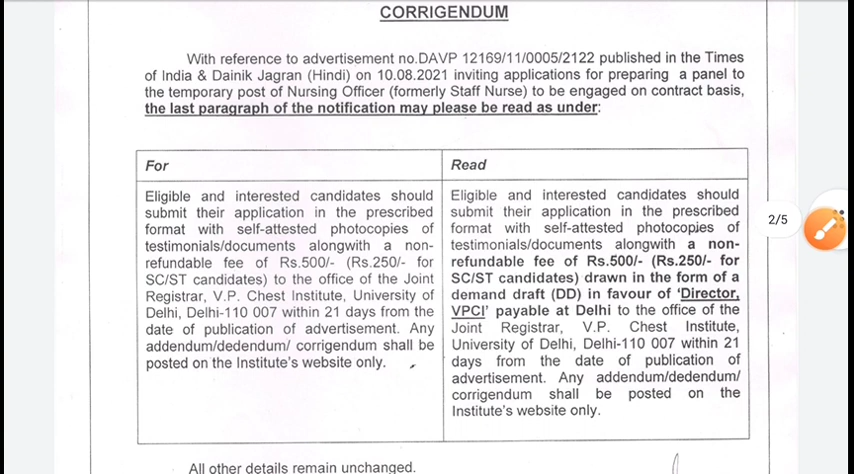 CORRIGENDUM
With reference to advertisement no.DAVP 12169/11/0005/2122 published in the Times
of India & Dainik Jagran (Hindi) on 10.08.2021 inviting applications for preparing a panel to
the temporary post of Nursing Officer (formerly Staff Nurse) to be engaged on contract basis,
the last paragraph of the notification may please be read as under:
For
Eligible and interested candidates should
submit their application in the prescribed
format with self-attested photocopies of
testimonials/documents alongwith a non-
refundable fee of Rs.500/- (Rs.250/- for
SC/ST candidates) to the office of the Joint
Registrar, V.P. Chest Institute, University of
Delhi, Delhi-110 007 within 21 days from the
date of publication of advertisement. Any
addendum/dedendum/ corrigendum shall be
posted on the Institute's website only.
Read
Eligible and interested candidates should
submit their application in the prescribed
format with self-attested photocopies of
testimonials/documents alongwith a non-
refundable fee of Rs.500/- (Rs.250/- for
SC/ST candidates) drawn in the form of a
demand draft (DD) in favour of 'Director,
VPCI' payable at Delhi to the office of the
Joint Registrar, V.P. Chest Institute,
University of Delhi, Delhi-110 007 within 21
days from the date of publication of
advertisement. Any addendum/dedendum/
corrigendum shall be posted on the
Institute's website only.
2/5
All other details remain unchanged.